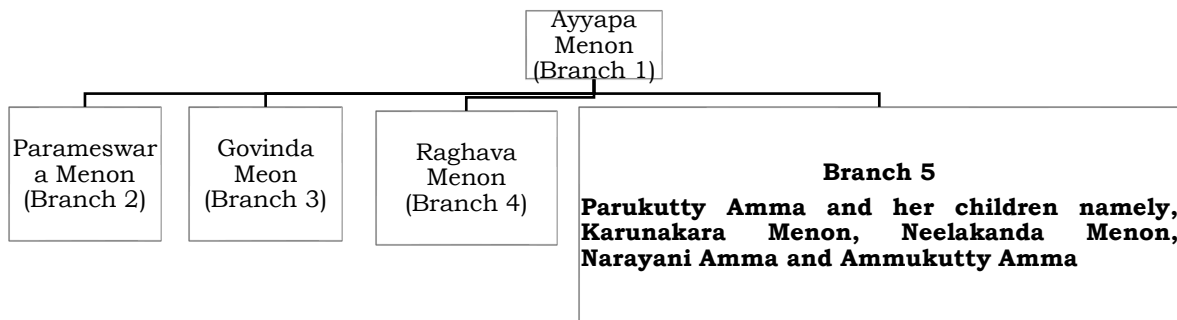 Ayyapa
Menon
(Branch 1)
Parameswar
a Menon
(Branch 2)
Govinda
Meon
(Branch 3)
Raghava
Menon
(Branch 4)
Branch 5
Parukutty Amma and her children namely,
Karunakara Menon, Neelakanda Menon,
Narayani Amma and Ammukutty Amma